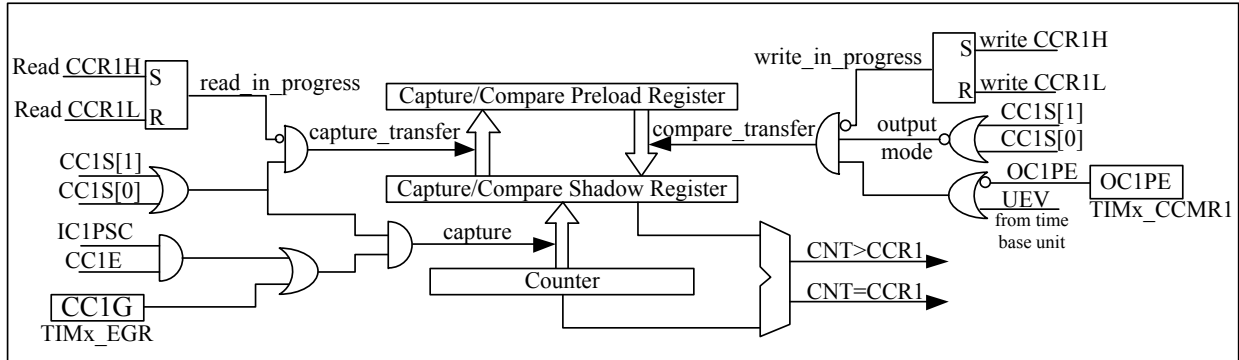 Read CCR1H
S
read_in_progress
Read CCR1L
R
Capture/Compare Preload Register
write_in_progress
S
write CCR1H
R
write CCR1L
capture_transfer
compare_transfer
output
mode
CC1S[1]
CC1S[0]
CC1S[1]
CC1S[0]
Capture/Compare Shadow Register
OC1PE
OC1PE
TIMx_CCMR1
UEV
from time
base unit
IC1PSC
CC1E
capture
Counter
CNT>CCR1
CNT=CCR1
CC1G
TIMx_EGR